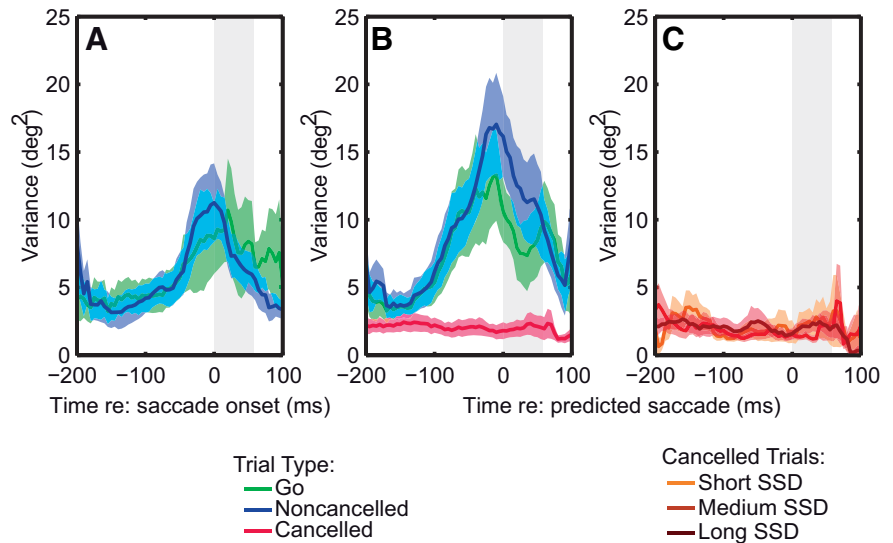 A
B
C
25
20
15
10
5
0
Variance (deg2)
−200 −100 0 100
Time re: saccade onset (ms)
25
20
15
10
5
0
Variance (deg2)
−200 −100 0 100
25
20
15
10
5
0
Variance (deg2)
−200 −100 0 100
Time re: predicted saccade (ms)
Trial Type:
Go
Noncancelled
Cancelled
Cancelled Trials:
Short SSD
Medium SSD
Long SSD